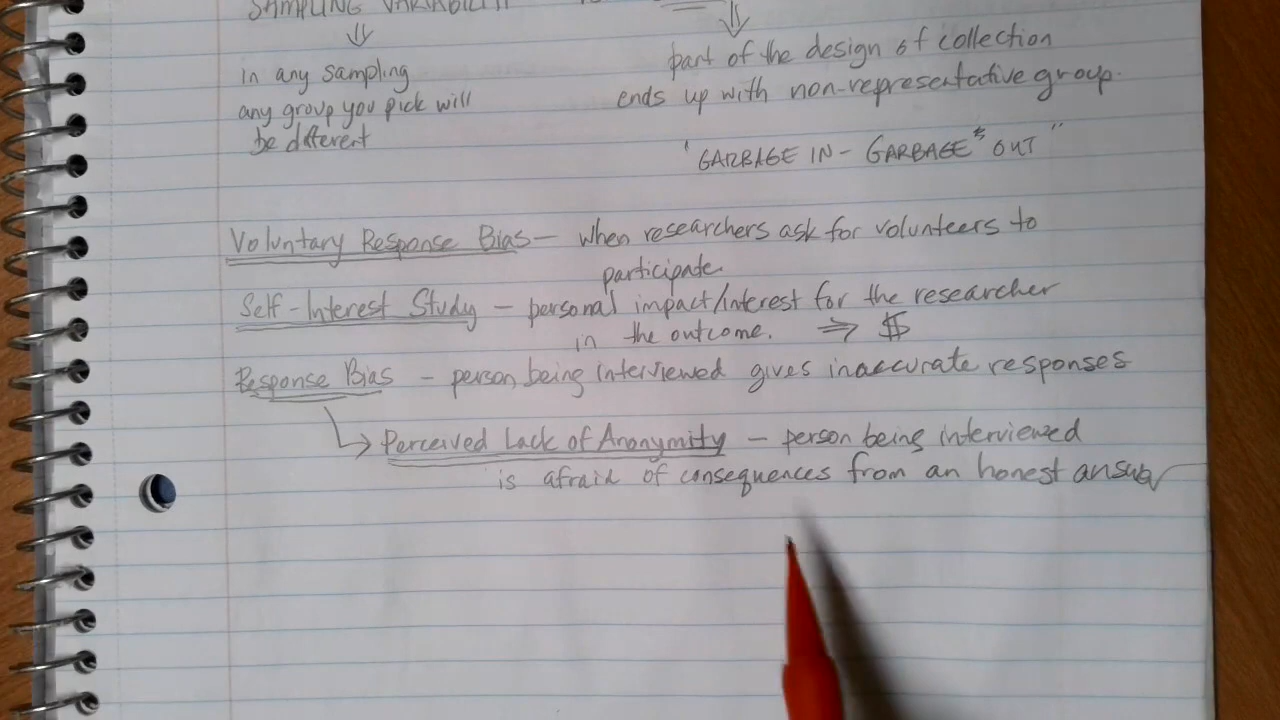 SAMPLING VARIABILITY
⇓ ⇓
in any sampling
any group you pick will
be different
part of the design of collection
ends up with non-representative group.
"GARBAGE IN - GARBAGE OUT"
Voluntary Response Bias — when researchers ask for volunteers to
participate.
Self-Interest Study — personal impact/interest for the researcher
in the outcome. ⇒ $
Response Bias - person being interviewed gives inaccurate responses
↳ Perceived Lack of Anonymity — person being interviewed
is afraid of consequences from an honest answer